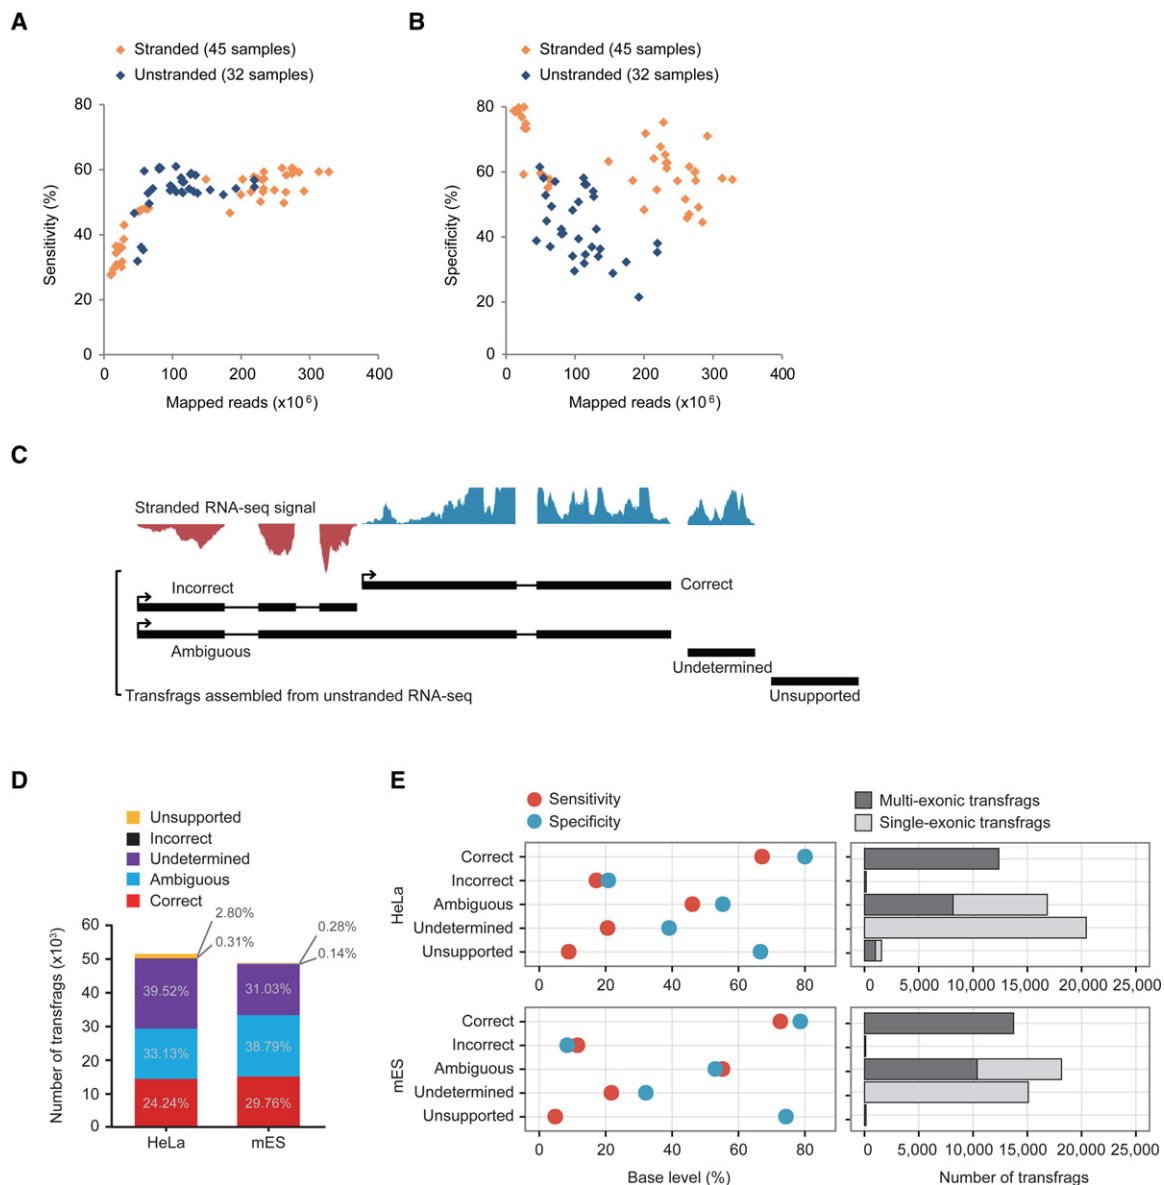 A
Stranded (45 samples)
Unstranded (32 samples)
80
60
40
20
0
Sensitivity (%)
0 100 200 300 400
Mapped reads (x10⁶)
B
Stranded (45 samples)
Unstranded (32 samples)
80
60
40
20
0
Specificity (%)
0 100 200 300 400
Mapped reads (x10⁶)
C
Stranded RNA-seq signal
Incorrect
Correct
Ambiguous
Undetermined
Unsupported
Transfrags assembled from unstranded RNA-seq
D
Unsupported
Incorrect
Undetermined
Ambiguous
Correct
60
50
40
30
20
10
0
Number of transfrags (x10³)
2.80%
0.31%
39.52%
33.13%
24.24%
0.28%
0.14%
31.03%
38.79%
29.76%
HeLa mES
E
Sensitivity
Specificity
Multi-exonic transfrags
Single-exonic transfrags
HeLa
Correct
Incorrect
Ambiguous
Undetermined
Unsupported
0 20 40 60 80
0 5,000 10,000 15,000 20,000 25,000
mES
Correct
Incorrect
Ambiguous
Undetermined
Unsupported
0 20 40 60 80
Base level (%)
0 5,000 10,000 15,000 20,000 25,000
Number of transfrags